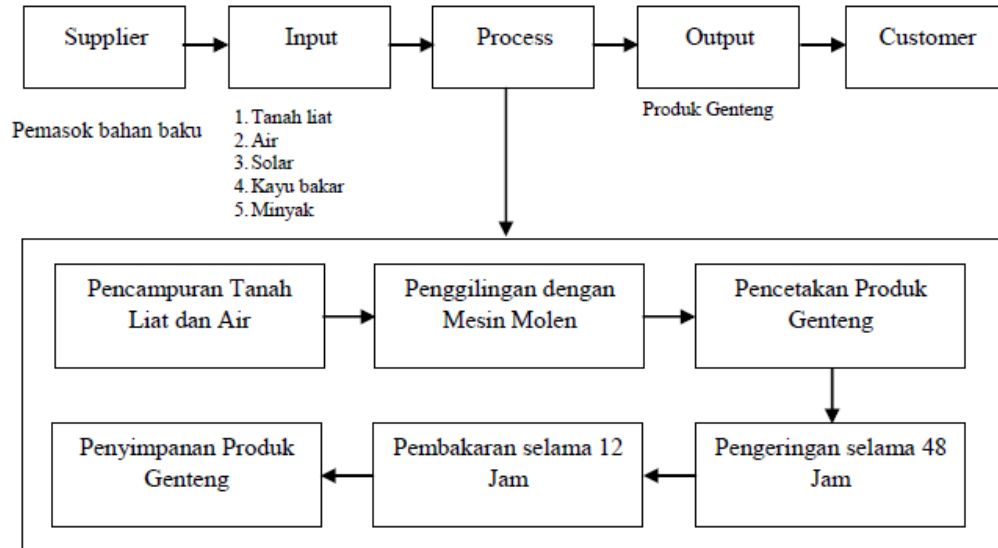 Supplier
Input
Process
Output
Customer
Pemasok bahan baku
1. Tanah liat
2. Air
3. Solar
4. Kayu bakar
5. Minyak
Produk Genteng
Pencampuran Tanah
Liat dan Air
Penggilingan dengan
Mesin Molen
Pencetakan Produk
Genteng
Pengeringan selama 48
Jam
Pembakaran selama 12
Jam
Penyimpanan Produk
Genteng